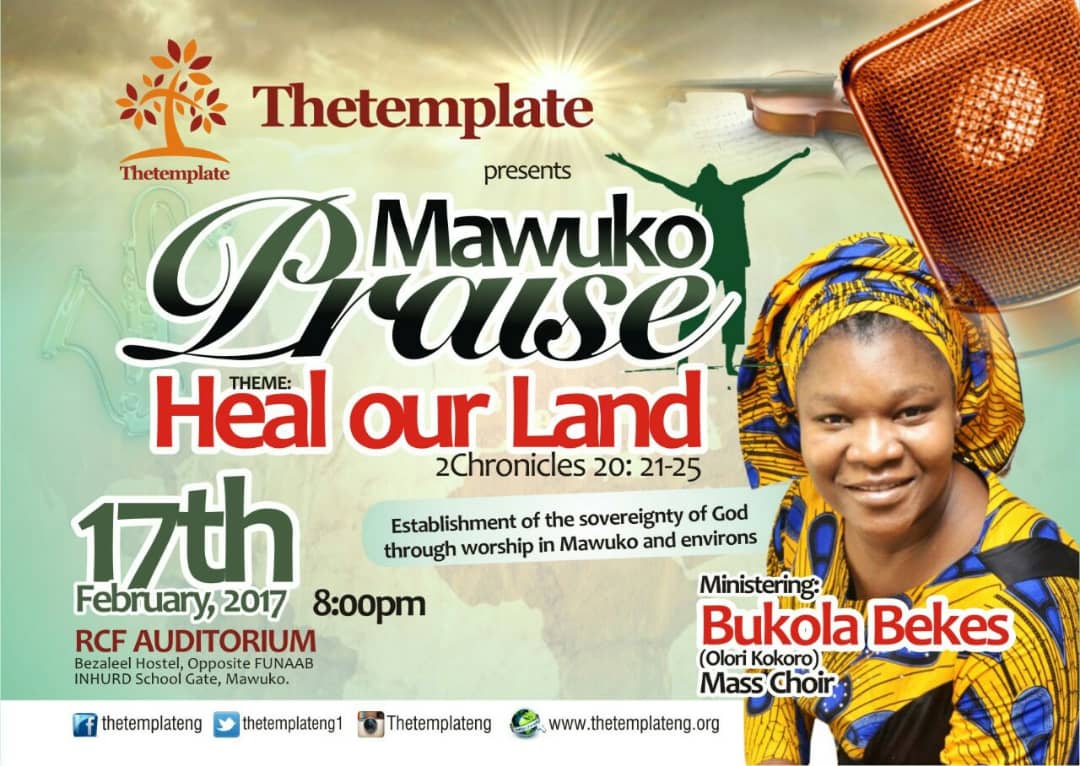 Thetemplate
Thetemplate
presents
Mawuko
Praise
THEME:
Heal our Land
2Chronicles 20: 21-25
17th
February, 2017 8:00pm
RCF AUDITORIUM
Bezaleel Hostel, Opposite FUNAAB
INHURD School Gate, Mawuko.
Establishment of the sovereignty of God
through worship in Mawuko and environs
Ministering:
Bukola Bekes
(Olori Kokoro)
Mass Choir
thetemplateng thetemplateng1 Thetemplateng www.thetemplateng.org